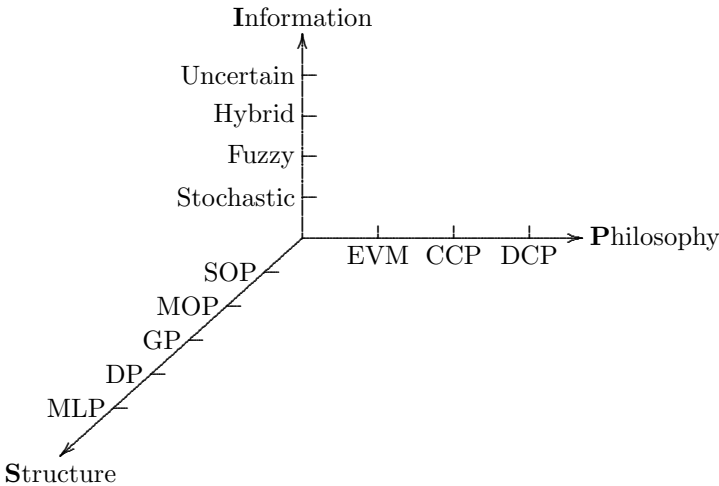 Information
Uncertain
Hybrid
Fuzzy
Stochastic
Philosophy
EVM CCP DCP
SOP
MOP
GP
DP
MLP
Structure